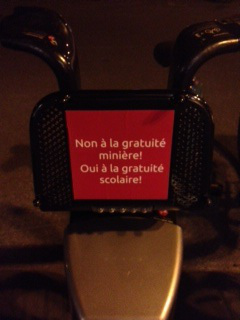 Non à la gratuité
minière!
Oui à la gratuité
scolaire!